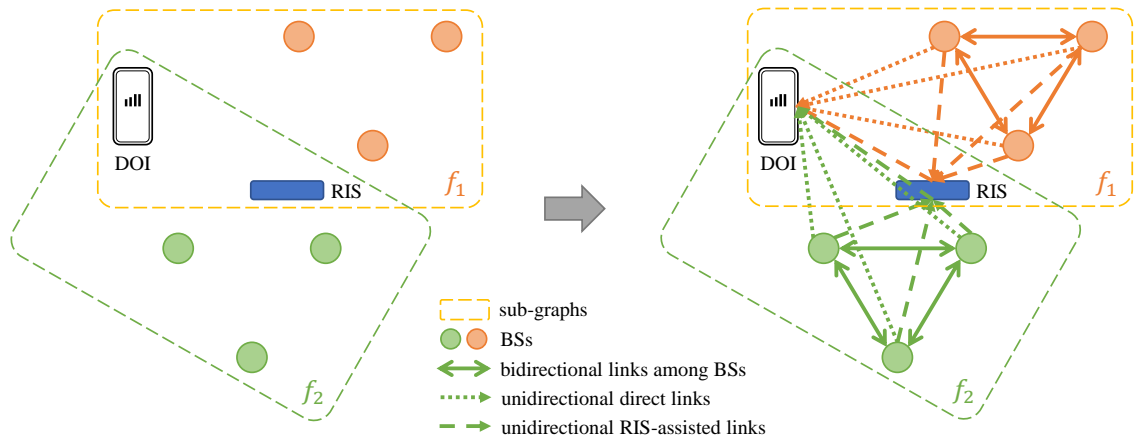 DOI
RIS
f₁
f₂
DOI
RIS
f₁
f₂
sub-graphs
BSs
bidirectional links among BSs
unidirectional direct links
unidirectional RIS-assisted links